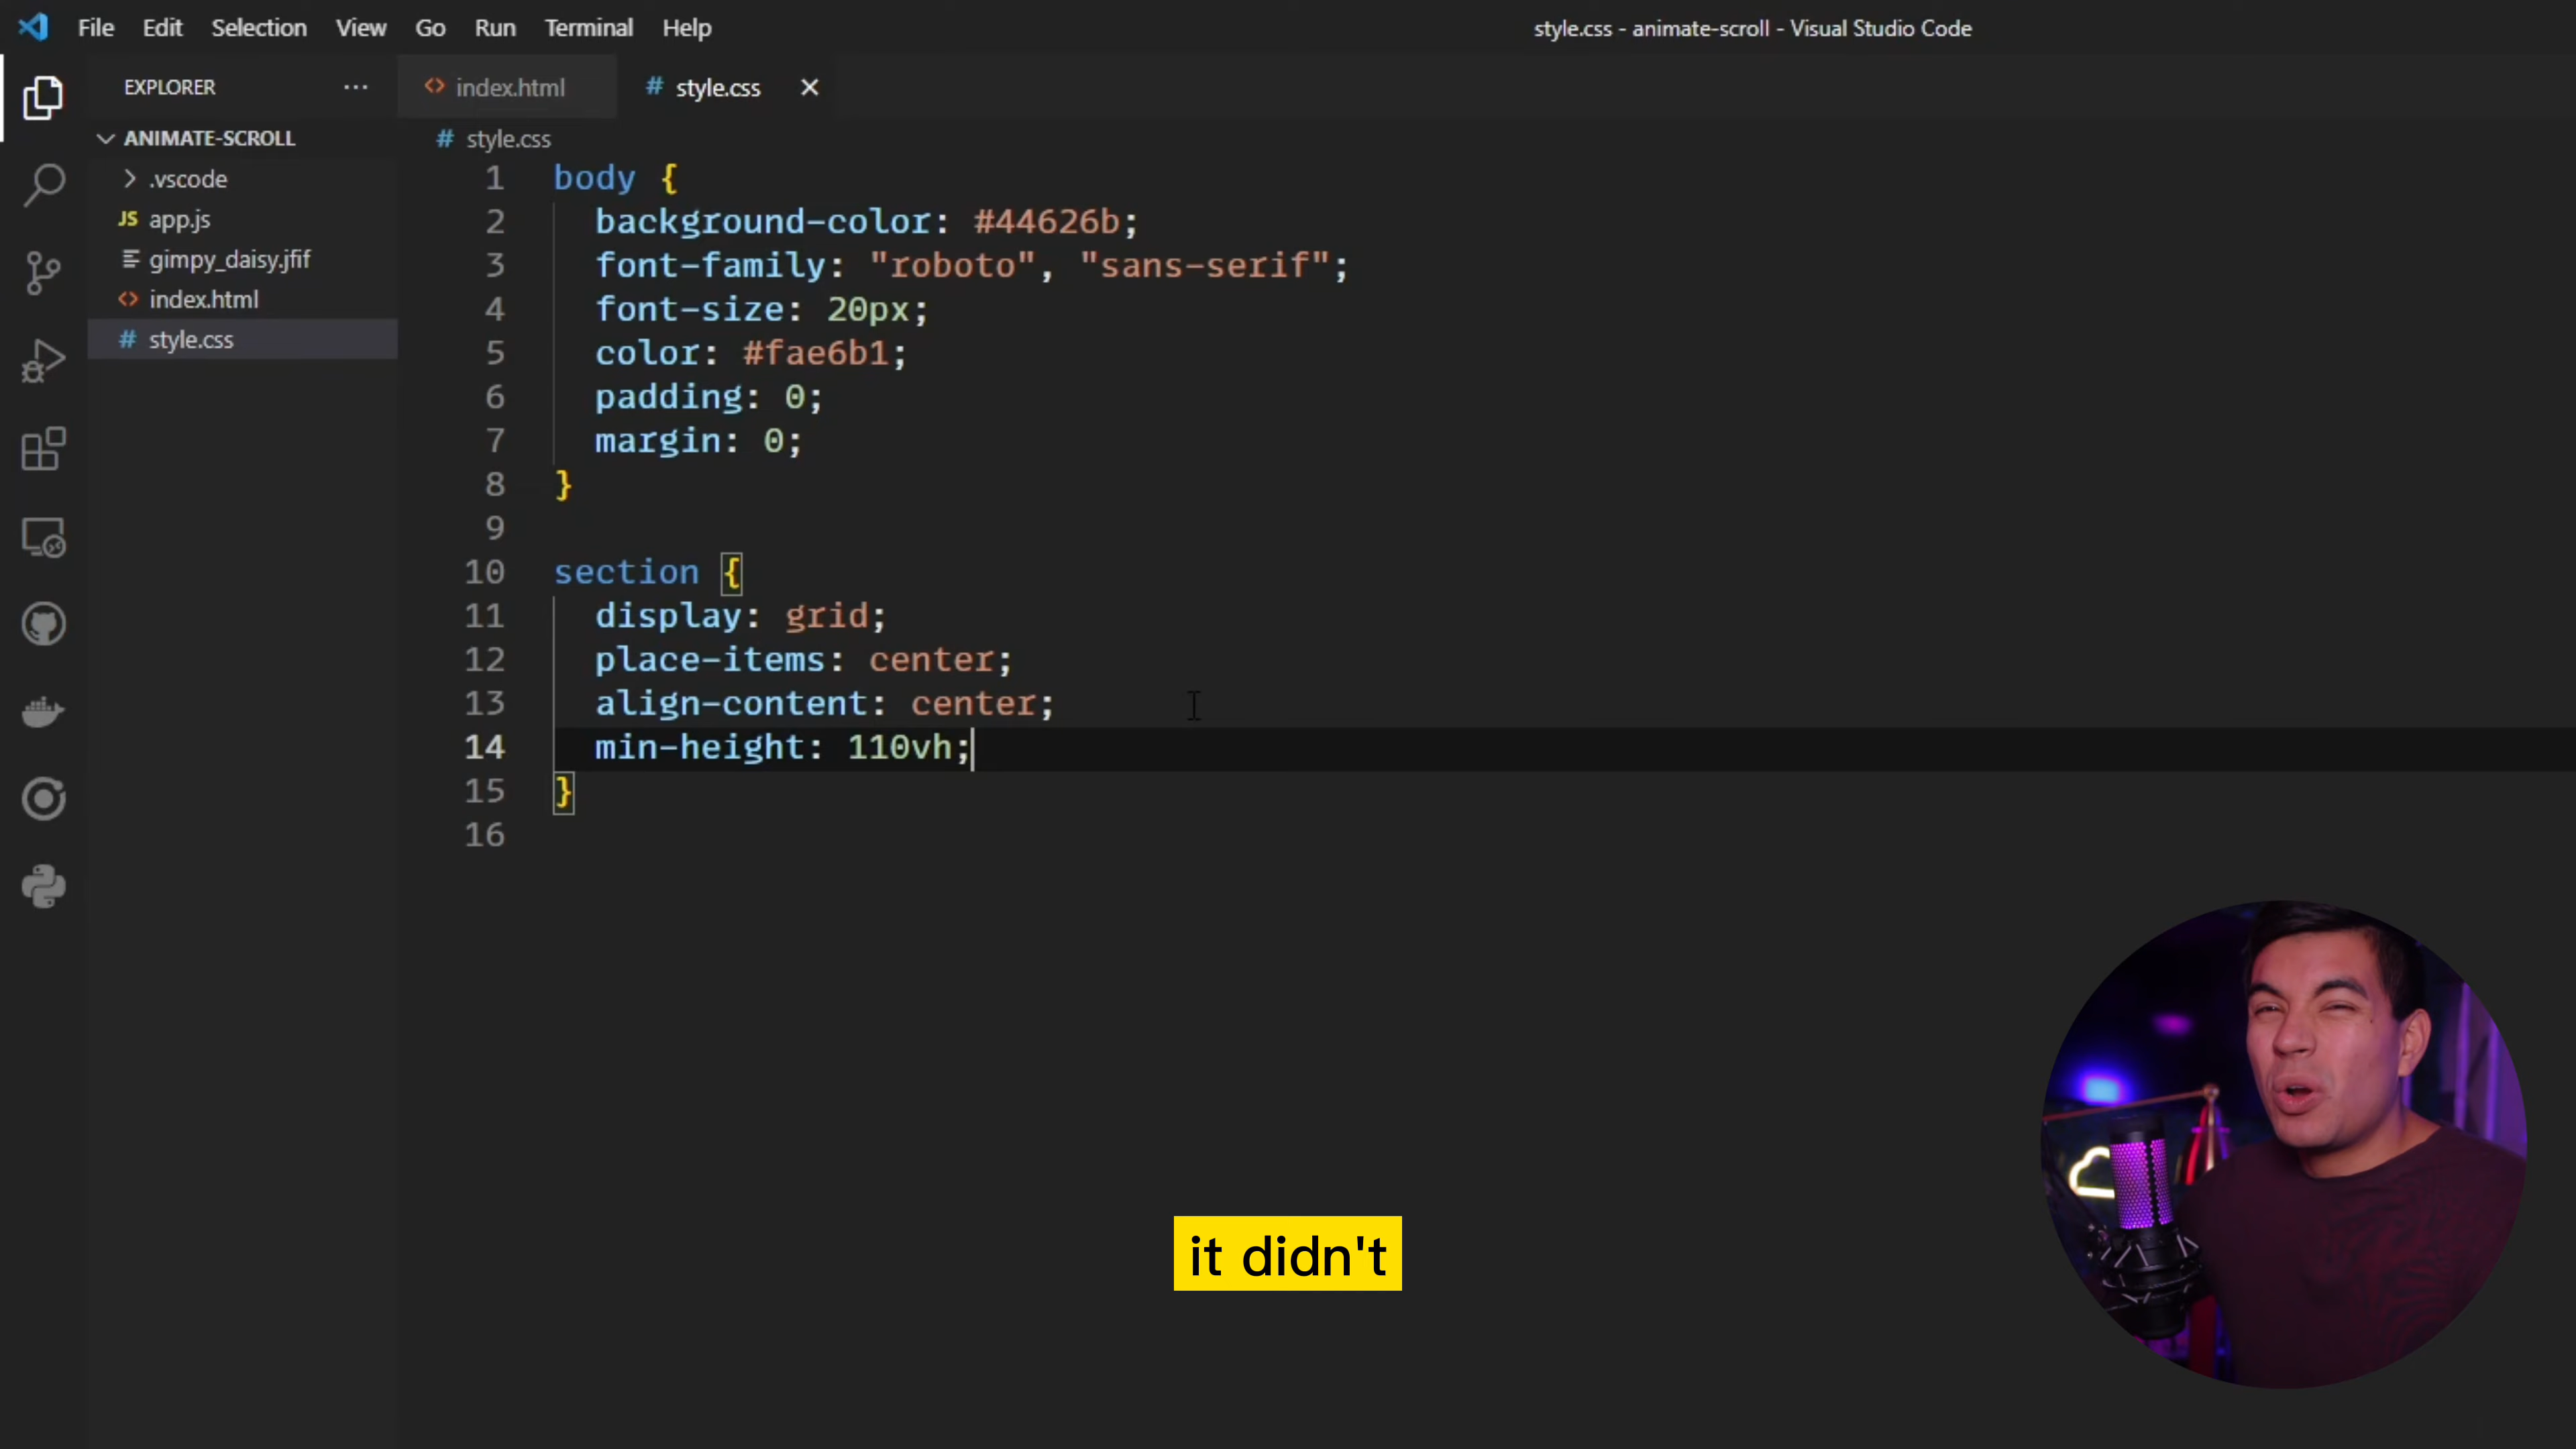 File Edit Selection View Go Run Terminal Help
style.css - animate-scroll - Visual Studio Code
EXPLORER ···
index.html
# style.css
ANIMATE-SCROLL
.vscode
JS app.js
gimpy_daisy.jfif
<> index.html
# style.css
# style.css
1 body {
2 background-color: #44626b;
3 font-family: "roboto", "sans-serif";
4 font-size: 20px;
5 color: #fae6b1;
6 padding: 0;
7 margin: 0;
8 }
9
10 section {
11 display: grid;
12 place-items: center;
13 align-content: center;
14 min-height: 110vh;
15 }
16
it didn't